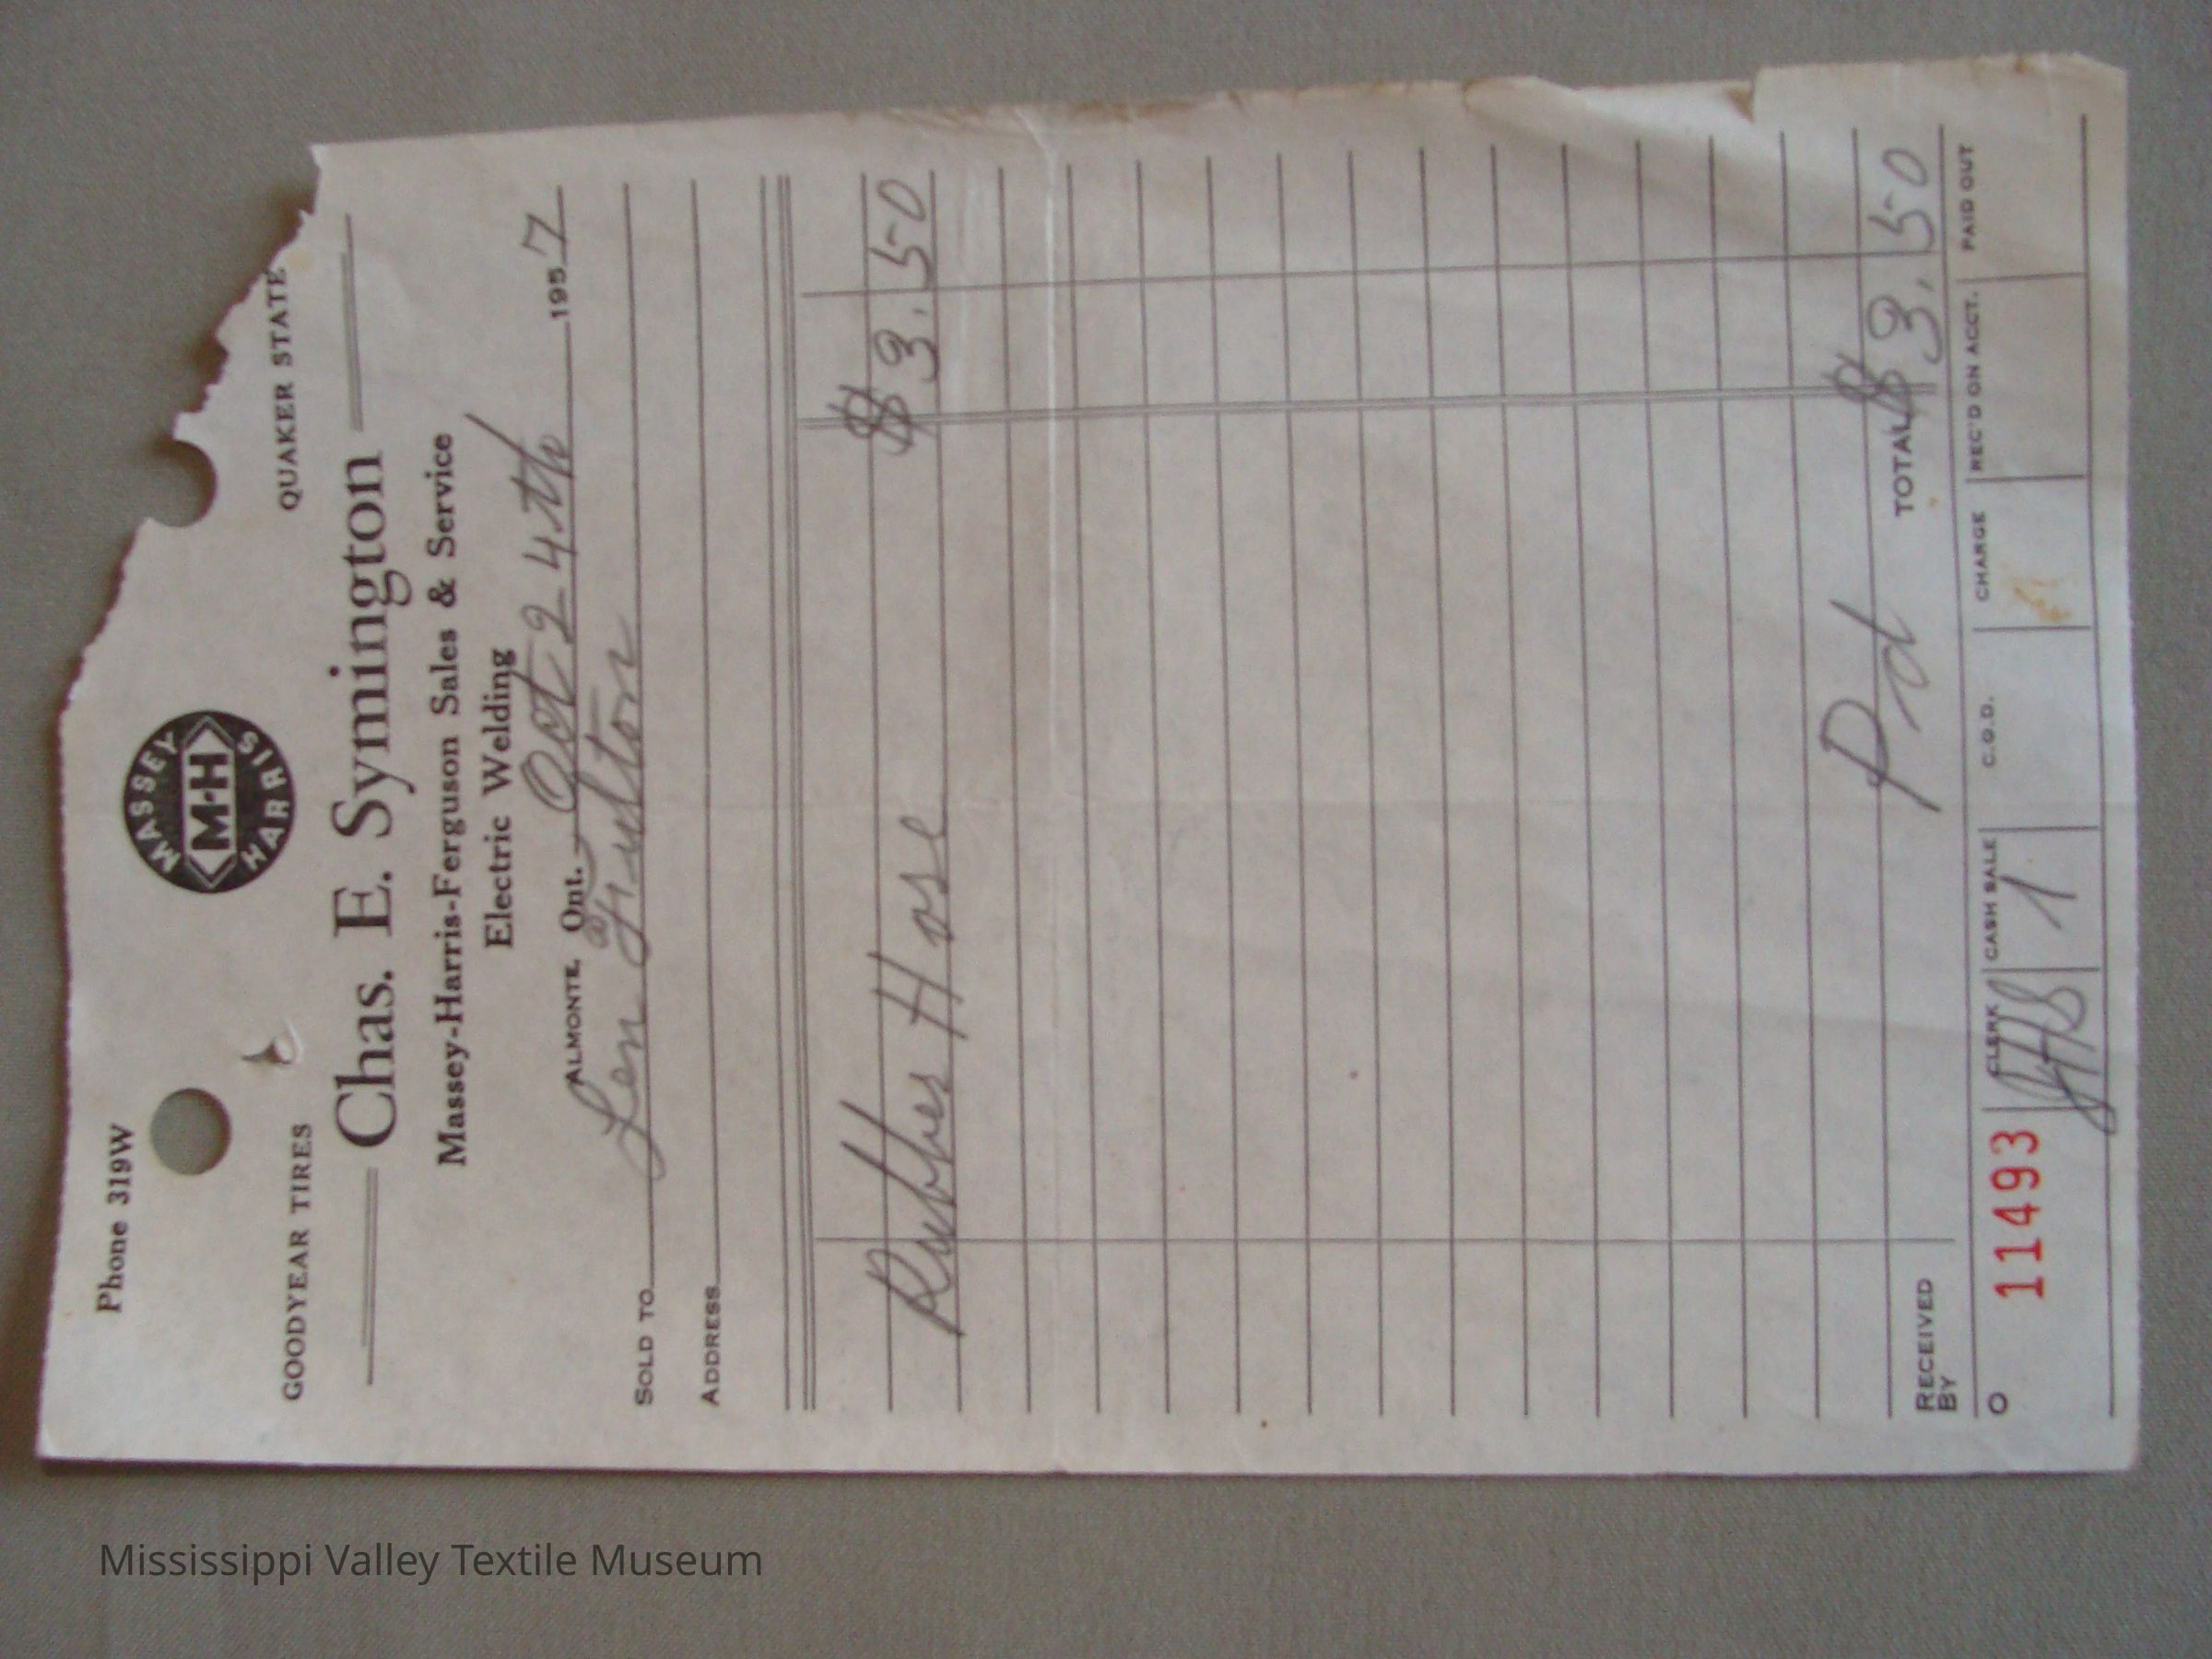 Phone 319W
MASSEY HARRIS
M-H
GOODYEAR TIRES QUAKER STATE
Chas. E. Symington
Massey-Harris-Ferguson Sales & Service
Electric Welding
ALMONTE, Ont. Oct 24th 1957
SOLD TO Len
ADDRESS
Rubber Hose $3.50
Pd
TOTAL $3.50
RECEIVED BY
CLERK CASH SALE C.O.D. CHARGE REC'D ON ACCT. PAID OUT
O 11493 1
Mississippi Valley Textile Museum